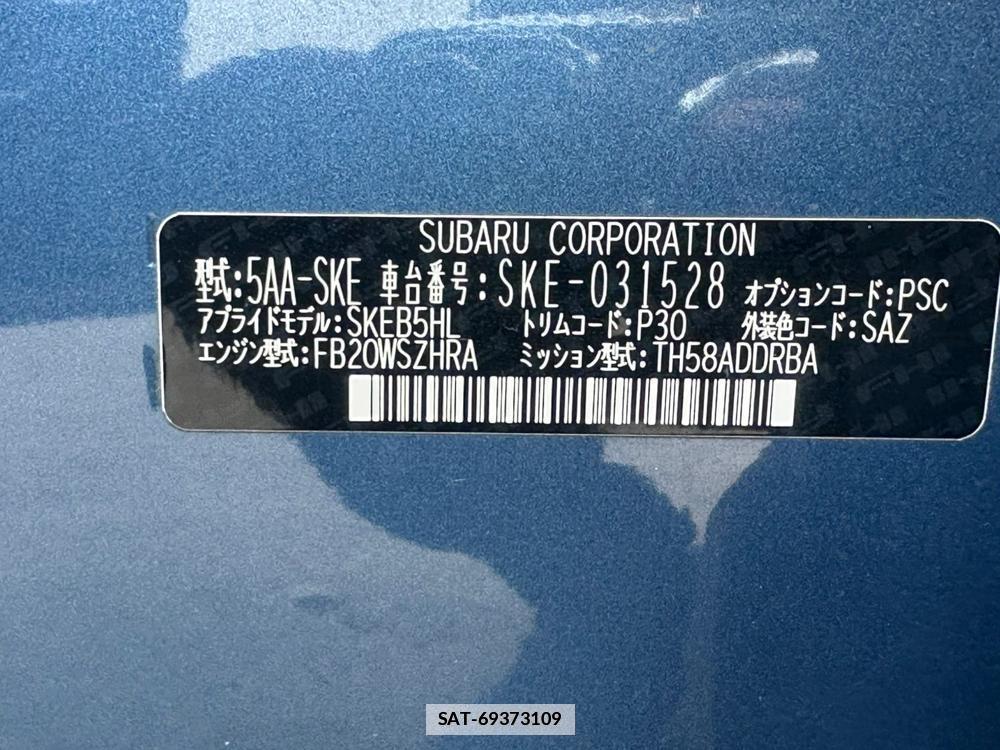 SUBARU CORPORATION
型式:5AA-SKE 車台番号:SKE-031528 オプションコード:PSC
アプライドモデル:SKEB5HL トリムコード:P30 外装色コード:SAZ
エンジン型式:FB20WSZHRA ミッション型式:TH58ADDRBA
SAT-69373109